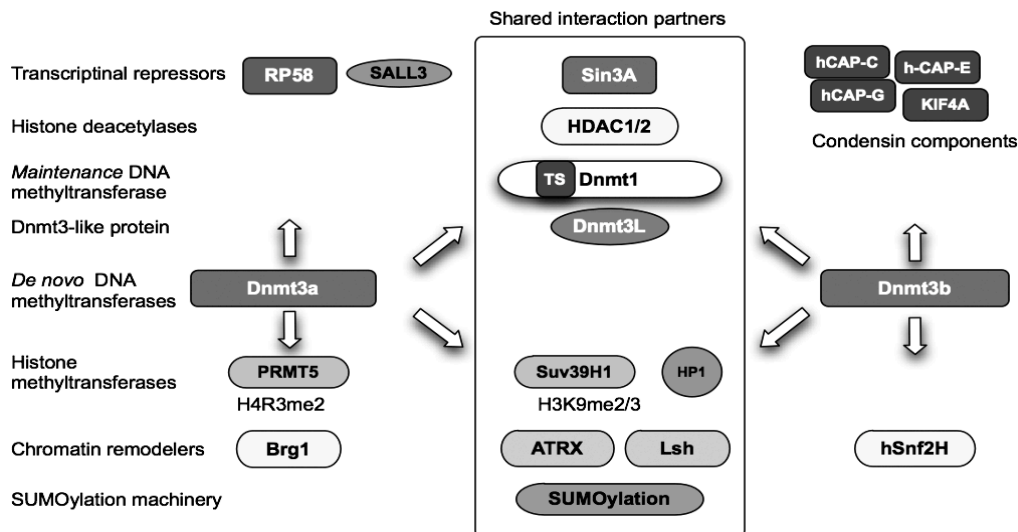 Shared interaction partners
Transcriptinal repressors
RP58
SALL3
Sin3A
hCAP-C
h-CAP-E
hCAP-G
KIF4A
Histone deacetylases
HDAC1/2
Condensin components
Maintenance DNA
methyltransferase
TS
Dnmt1
Dnmt3-like protein
Dnmt3L
De novo DNA
methyltransferases
Dnmt3a
Dnmt3b
Histone
methyltransferases
PRMT5
H4R3me2
Suv39H1
HP1
H3K9me2/3
Chromatin remodelers
Brg1
ATRX
Lsh
hSnf2H
SUMOylation machinery
SUMOylation